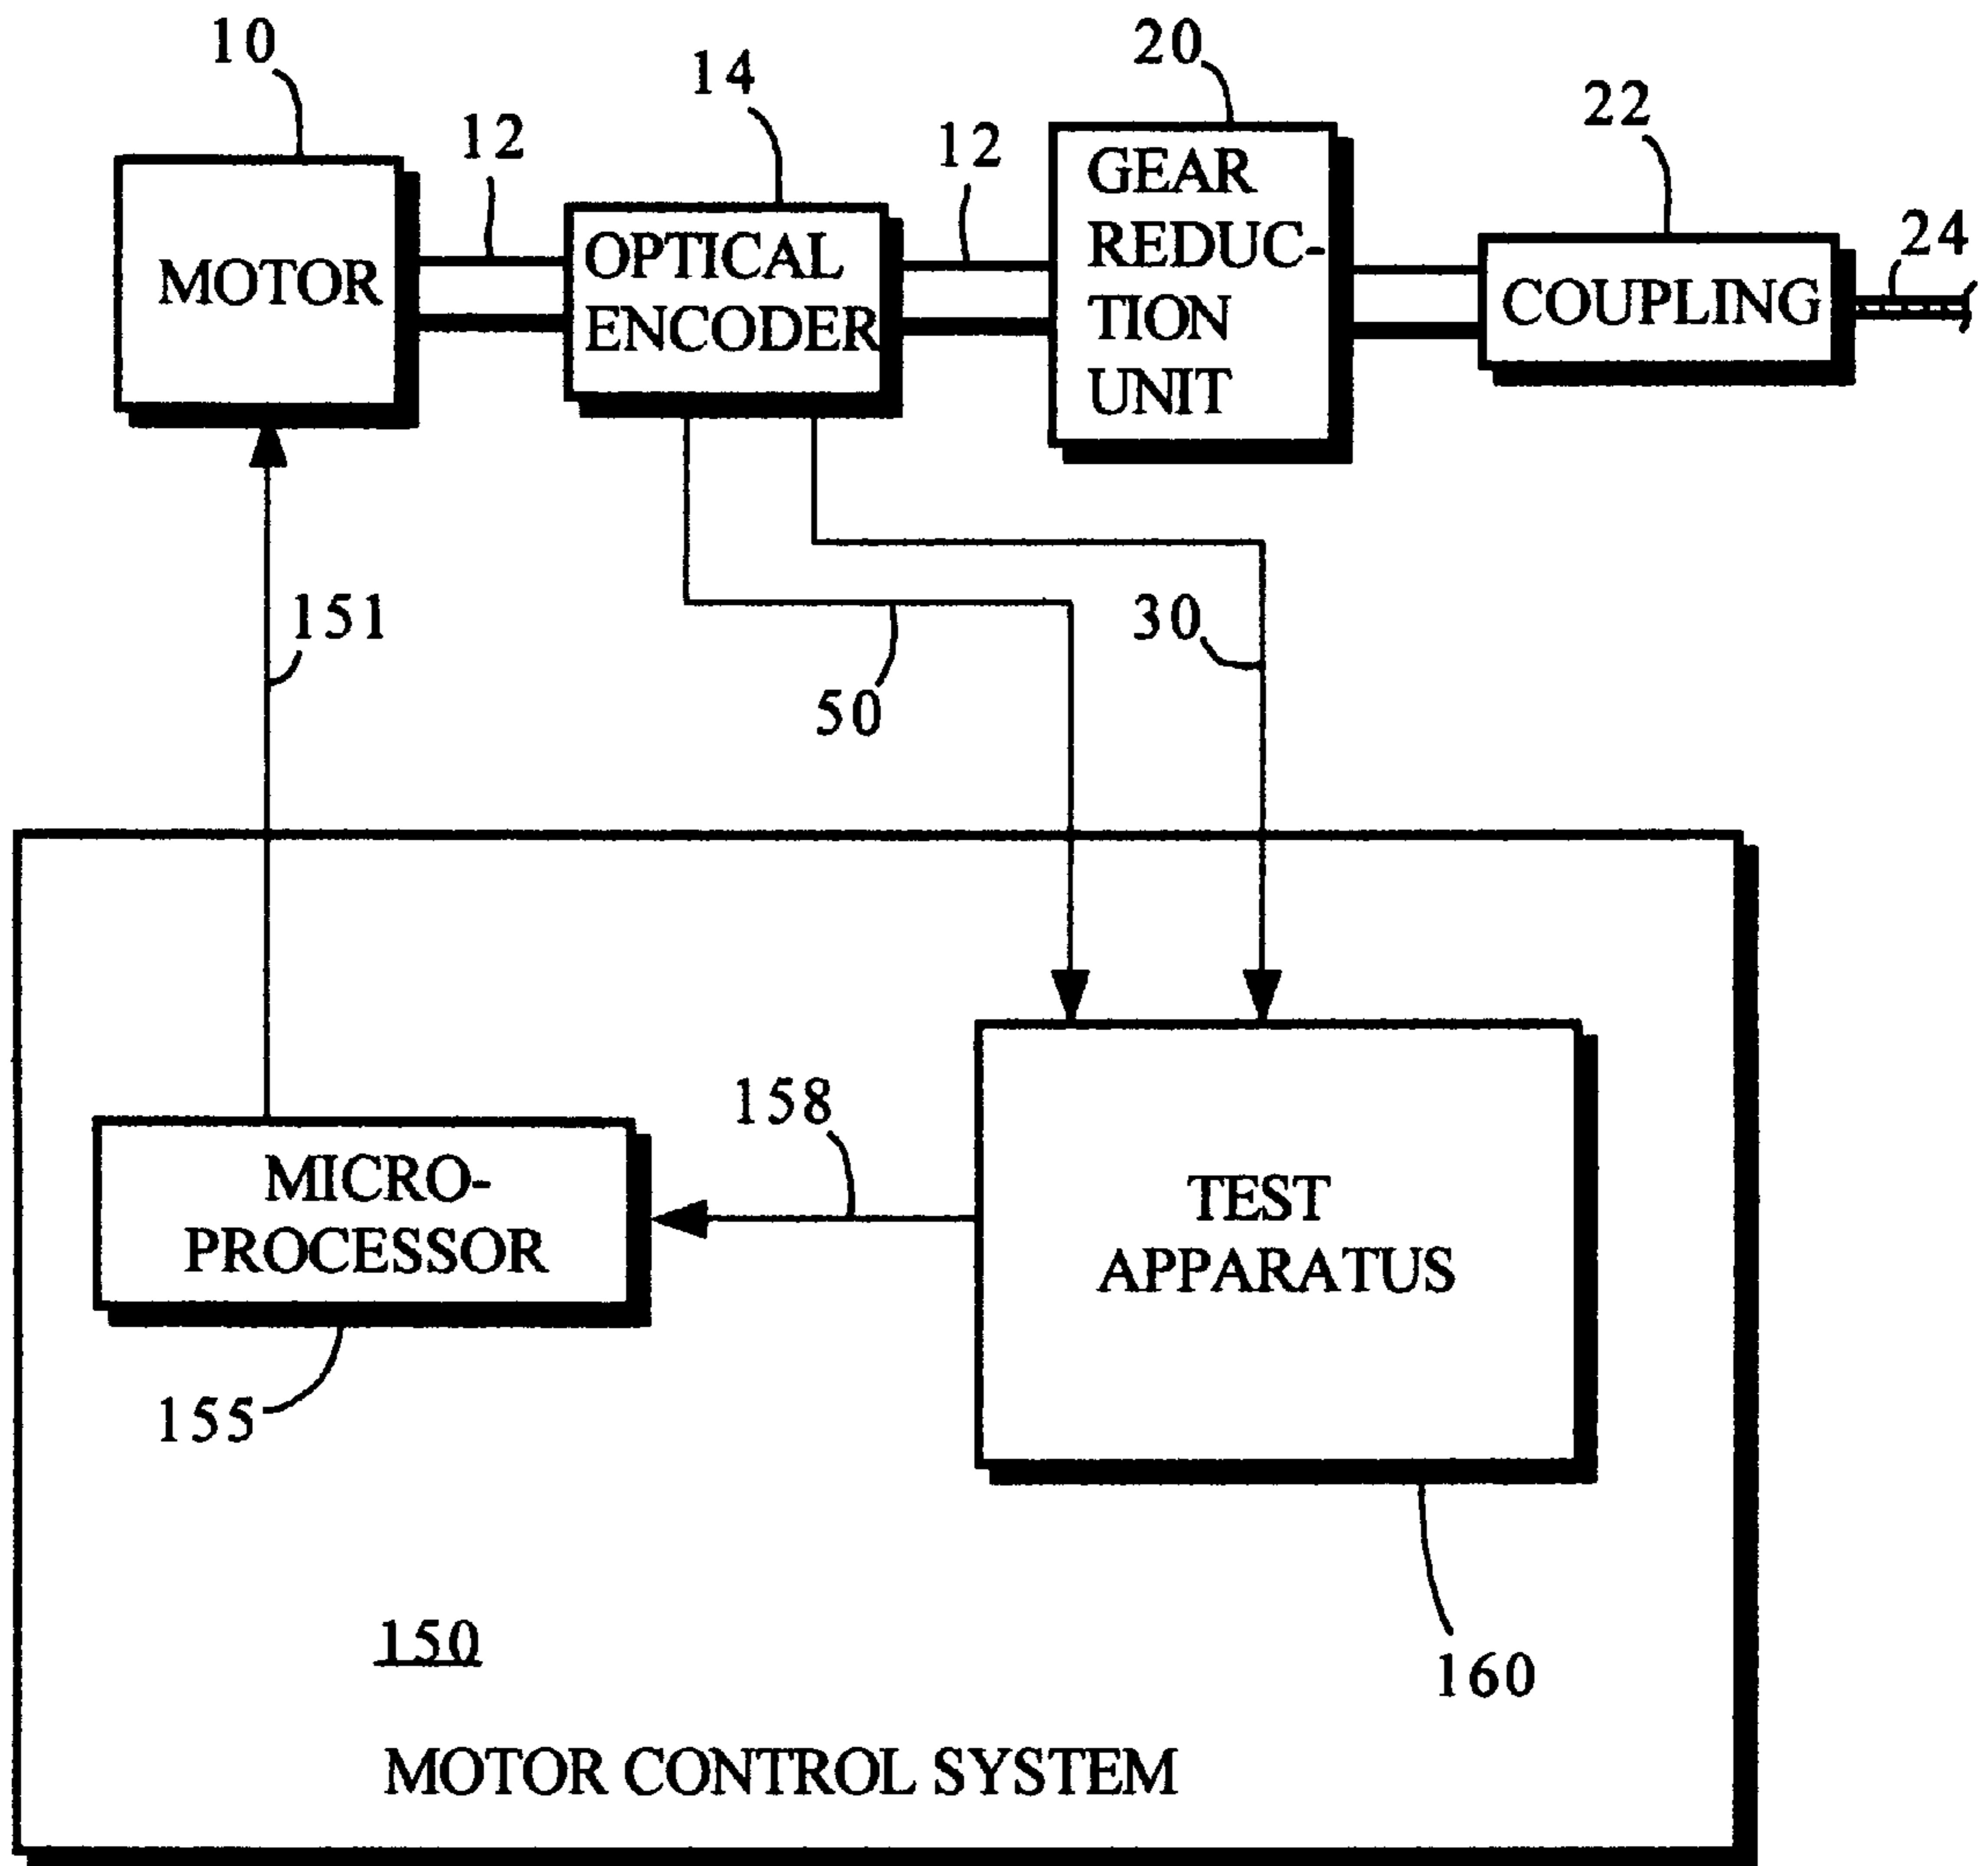 10
14
20
22
12
12
24
MOTOR
OPTICAL
ENCODER
GEAR
REDUC-
TION
UNIT
COUPLING
151
50
30
158
MICRO-
PROCESSOR
TEST
APPARATUS
155
160
150
MOTOR CONTROL SYSTEM